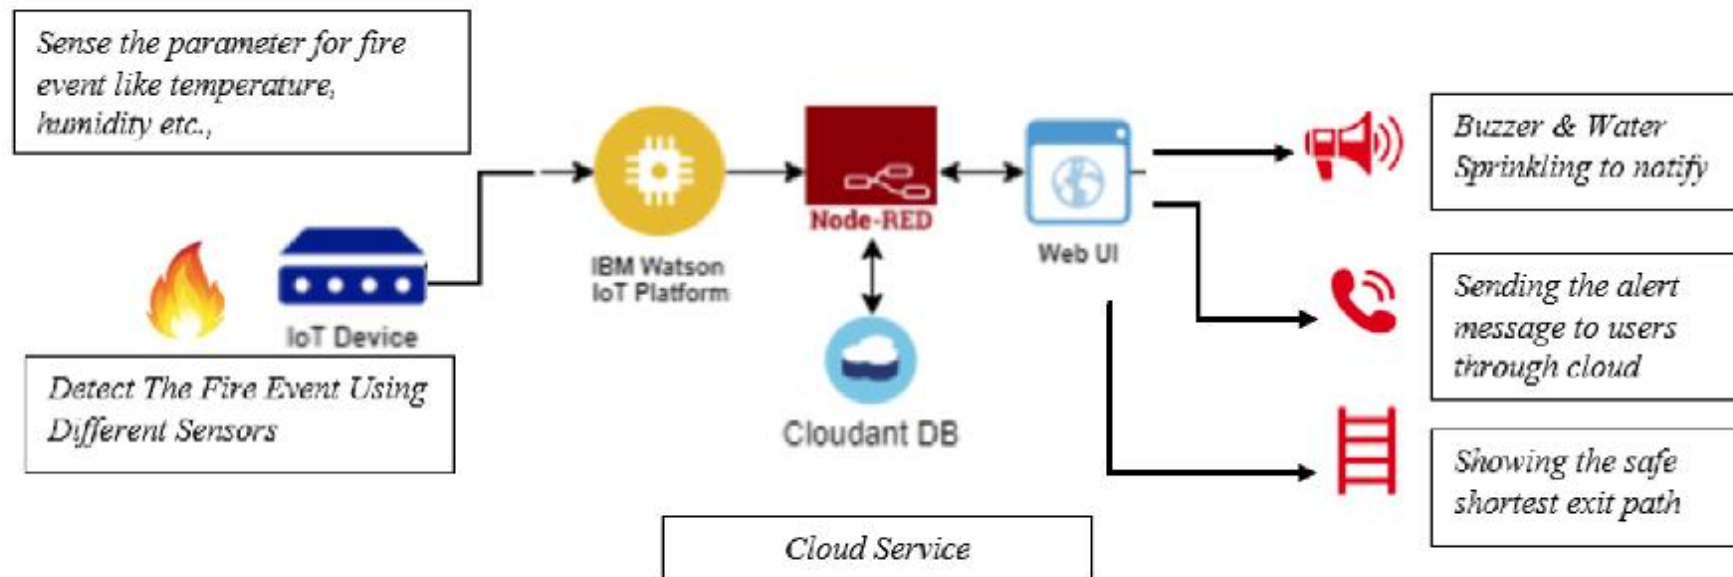 Sense the parameter for fire
event like temperature,
humidity etc.,
IoT Device
Detect The Fire Event Using
Different Sensors
IBM Watson
IoT Platform
Node-RED
Cloudant DB
Web UI
Buzzer & Water
Sprinkling to notify
Sending the alert
message to users
through cloud
Showing the safe
shortest exit path
Cloud Service